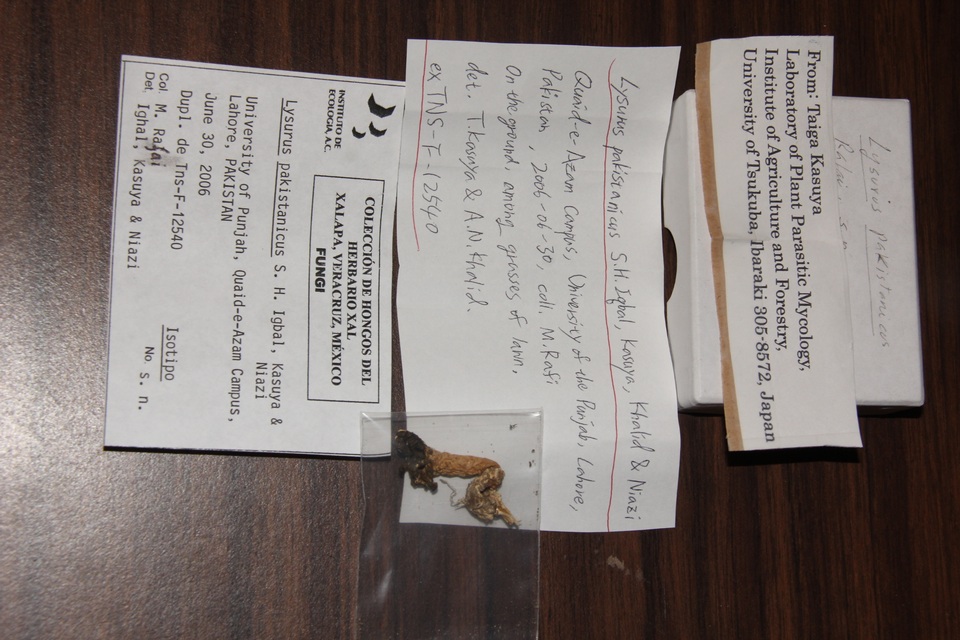 Lysurus pakistanicus
From: Taiga Kasuya
Laboratory of Plant Parasitic Mycology,
Institute of Agriculture and Forestry,
University of Tsukuba, Ibaraki 305-8572, Japan
Lysurus pakistanicus S.H.Iqbal, Kasuya, Khalid & Niazi
Quaid-e-Azam Campus, University of the Punjab, Lahore,
Pakistan, 2006-06-30, coll. M.Rafi
On the ground, among grasses of lawn,
det. T.Kasuya & A.N.Khalid.
ex TNS-F-12540
INSTITUTO DE
ECOLOGIA, A.C.
COLECCIÓN DE HONGOS DEL
HERBARIO XAL
XALAPA, VERACRUZ, MÉXICO
FUNGI
Lysurus pakistanicus S. H. Igbal, Kasuya &
Niazi
University of Punjah, Quaid-e-Azam Campus,
Lahore, PAKISTAN
June 30, 2006
Dupl. de Tns-F-12540
Isotipo
Col. M. No. s. n.
Det. Ighal, Kasuya & Niazi